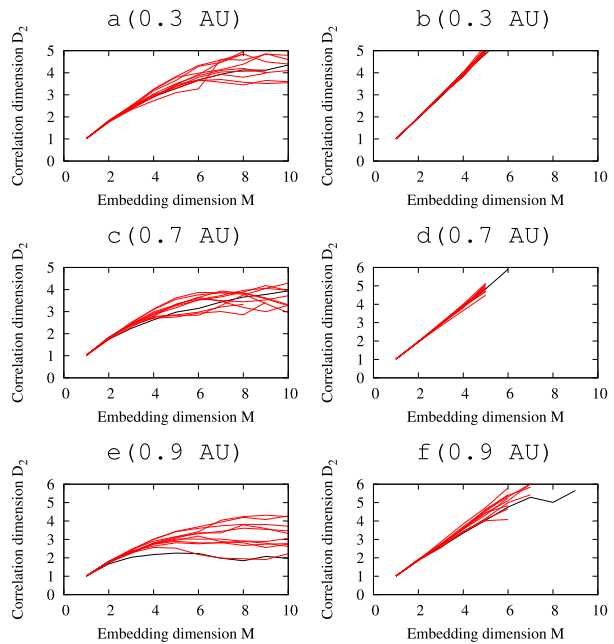 a(0.3 AU)
Correlation dimension D2
5
4
3
2
1
0
0 2 4 6 8 10
Embedding dimension M
b(0.3 AU)
Correlation dimension D2
5
4
3
2
1
0
0 2 4 6 8 10
Embedding dimension M
c(0.7 AU)
Correlation dimension D2
5
4
3
2
1
0
0 2 4 6 8 10
Embedding dimension M
d(0.7 AU)
Correlation dimension D2
6
5
4
3
2
1
0
0 2 4 6 8 10
Embedding dimension M
e(0.9 AU)
Correlation dimension D2
6
5
4
3
2
1
0
0 2 4 6 8 10
Embedding dimension M
f(0.9 AU)
Correlation dimension D2
6
5
4
3
2
1
0
0 2 4 6 8 10
Embedding dimension M